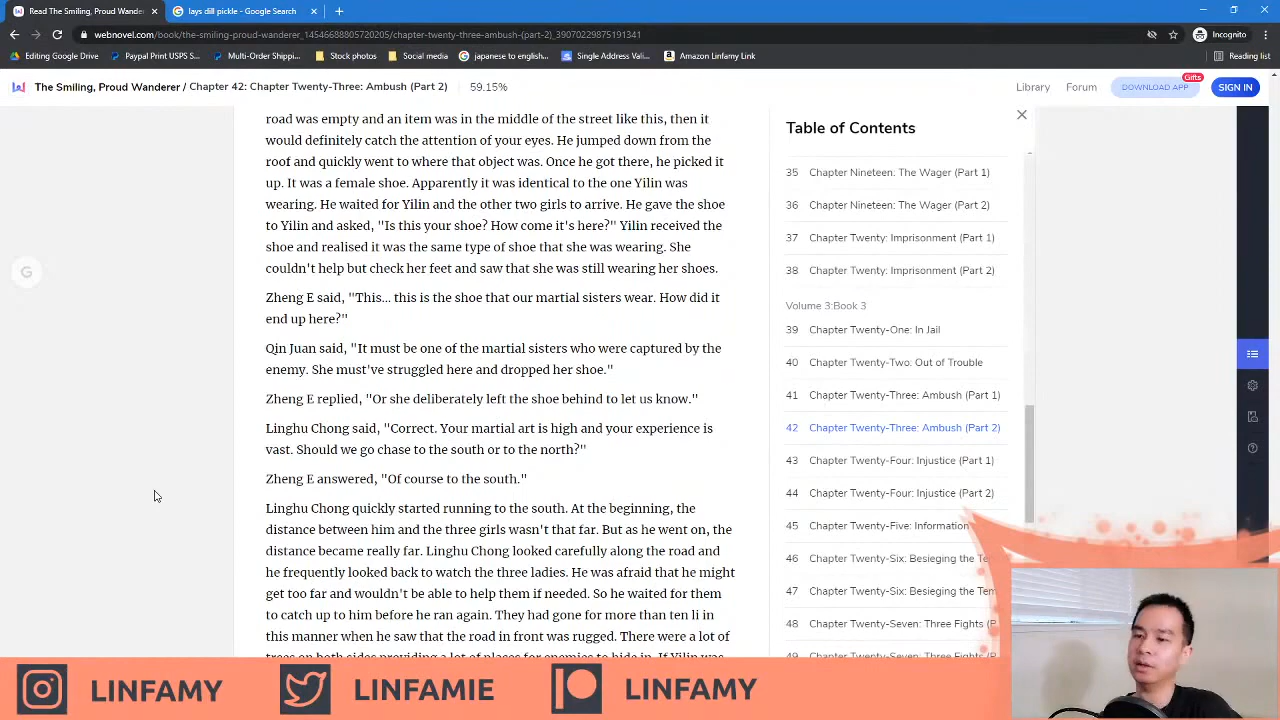 Read The Smiling, Proud Wande
lays dill pickle - Google Search
webnovel.com/book/the-smiling-proud-wanderer_14546688805720205/chapter-twenty-three-ambush-(part-2)_39070229875191341
Incognito
Editing Google Drive
Paypal Print USPS S...
Multi-Order Shippi...
Stock photos
Social media
japanese to english...
Single Address Vali...
Amazon Linfamy Link
Reading list
The Smiling, Proud Wanderer / Chapter 42: Chapter Twenty-Three: Ambush (Part 2)
59.15%
Library
Forum
Gifts
DOWNLOAD APP
SIGN IN
road was empty and an item was in the middle of the street like this, then it
would definitely catch the attention of your eyes. He jumped down from the
roof and quickly went to where that object was. Once he got there, he picked it
up. It was a female shoe. Apparently it was identical to the one Yilin was
wearing. He waited for Yilin and the other two girls to arrive. He gave the shoe
to Yilin and asked, "Is this your shoe? How come it's here?" Yilin received the
shoe and realised it was the same type of shoe that she was wearing. She
couldn't help but check her feet and saw that she was still wearing her shoes.
Zheng E said, "This... this is the shoe that our martial sisters wear. How did it
end up here?"
Qin Juan said, "It must be one of the martial sisters who were captured by the
enemy. She must've struggled here and dropped her shoe."
Zheng E replied, "Or she deliberately left the shoe behind to let us know."
Linghu Chong said, "Correct. Your martial art is high and your experience is
vast. Should we go chase to the south or to the north?"
Zheng E answered, "Of course to the south."
Linghu Chong quickly started running to the south. At the beginning, the
distance between him and the three girls wasn't that far. But as he went on, the
distance became really far. Linghu Chong looked carefully along the road and
he frequently looked back to watch the three ladies. He was afraid that he might
get too far and wouldn't be able to help them if needed. So he waited for them
to catch up to him before he ran again. They had gone for more than ten li in
this manner when he saw that the road in front was rugged. There were a lot of
trees on both sides providing a lot of places for enemies to hide in. If Yilin was
Table of Contents
35 Chapter Nineteen: The Wager (Part 1)
36 Chapter Nineteen: The Wager (Part 2)
37 Chapter Twenty: Imprisonment (Part 1)
38 Chapter Twenty: Imprisonment (Part 2)
Volume 3:Book 3
39 Chapter Twenty-One: In Jail
40 Chapter Twenty-Two: Out of Trouble
41 Chapter Twenty-Three: Ambush (Part 1)
42 Chapter Twenty-Three: Ambush (Part 2)
43 Chapter Twenty-Four: Injustice (Part 1)
44 Chapter Twenty-Four: Injustice (Part 2)
45 Chapter Twenty-Five: Information
46 Chapter Twenty-Six: Besieging the Te
47 Chapter Twenty-Six: Besieging the Tem
48 Chapter Twenty-Seven: Three Fights (P
49 Chapter Twenty-Seven: Three Fights (P
LINFAMY
LINFAMIE
LINFAMY